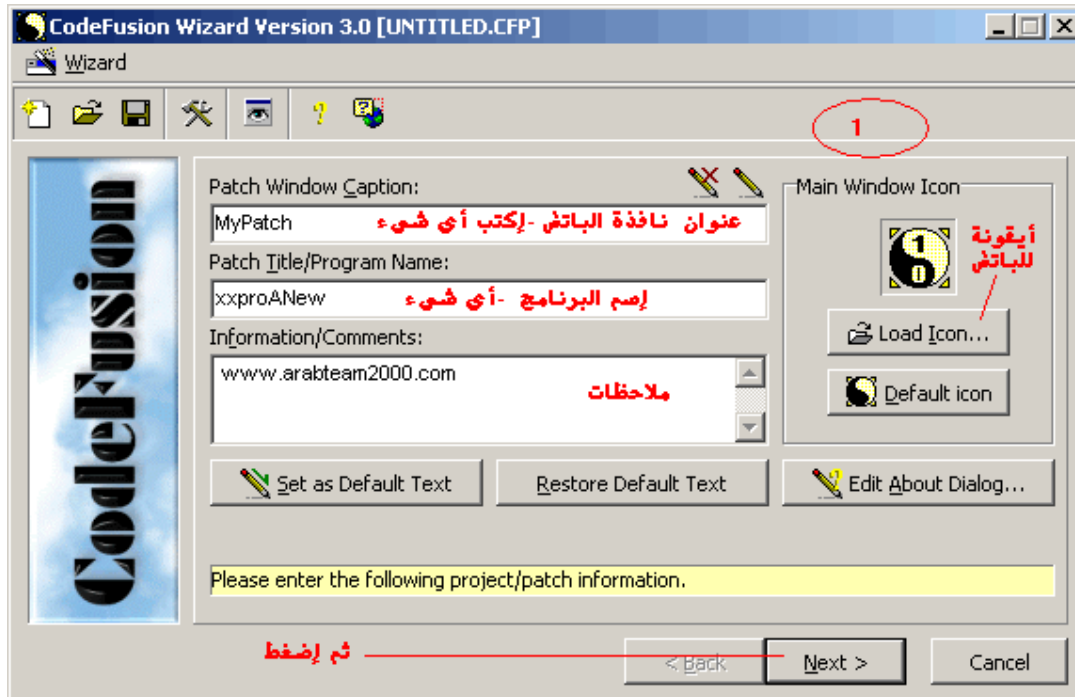 CodeFusion Wizard Version 3.0 [UNTITLED.CFP]
Wizard
1
CodeFusion
Patch Window Caption:
MyPatch عنوان نافذة الباتش -إكتب أي شيء
Patch Title/Program Name:
xxproANew إسم البرنامج -أي شيء
Information/Comments:
www.arabteam2000.com
ملاحظات
Main Window Icon
1
0
أيقونة
للباتش
Load Icon...
Default icon
Set as Default Text
Restore Default Text
Edit About Dialog...
Please enter the following project/patch information.
ثم إضغط
< Back
Next >
Cancel